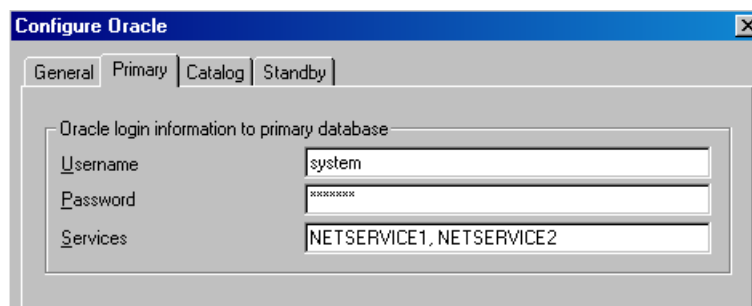 Configure Oracle
General Primary Catalog Standby
Oracle login information to primary database
Username system
Password *******
Services NETSERVICE1, NETSERVICE2